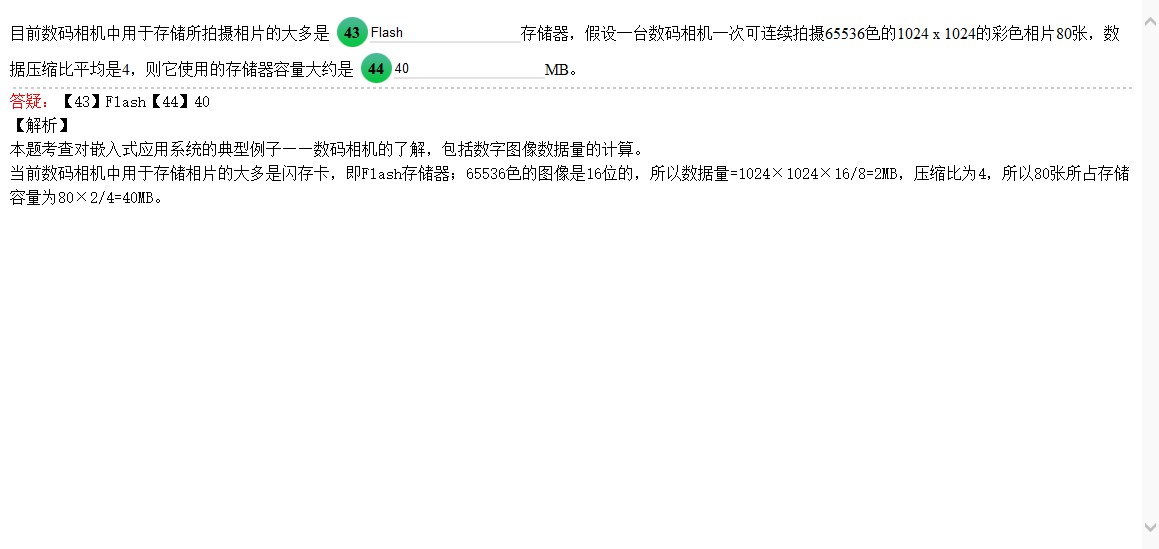 目前数码相机中用于存储所拍摄相片的大多是 43 Flash 存储器，假设一台数码相机一次可连续拍摄65536色的1024 x 1024的彩色相片80张，数
据压缩比平均是4，则它使用的存储器容量大约是 44 40 MB。
答疑：【43】Flash【44】40
【解析】
本题考查对嵌入式应用系统的典型例子——数码相机的了解，包括数字图像数据量的计算。
当前数码相机中用于存储相片的大多是闪存卡，即Flash存储器；65536色的图像是16位的，所以数据量=1024×1024×16/8=2MB，压缩比为4，所以80张所占存储
容量为80×2/4=40MB。